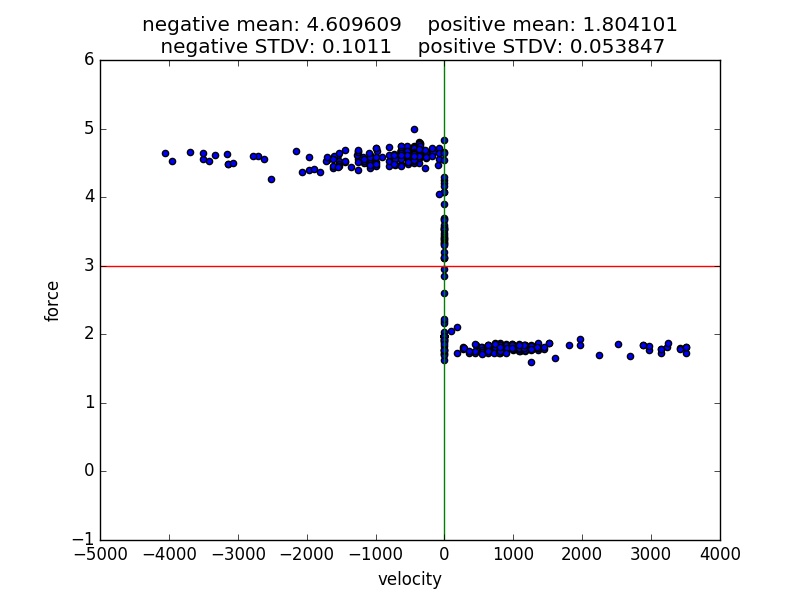 negative mean: 4.609609 positive mean: 1.804101
negative STDV: 0.1011 positive STDV: 0.053847
6
5
4
3
2
1
0
−1
force
−5000 −4000 −3000 −2000 −1000 0 1000 2000 3000 4000
velocity